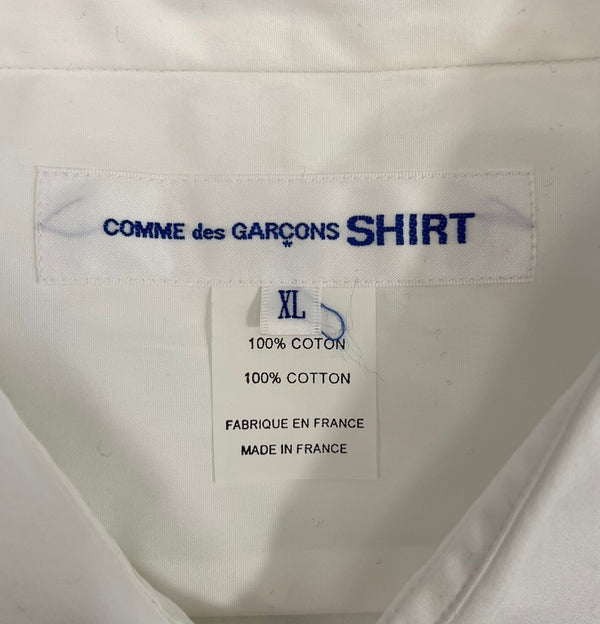 COMME des GARÇONS SHIRT
XL
100% COTON
100% COTTON
FABRIQUE EN FRANCE
MADE IN FRANCE